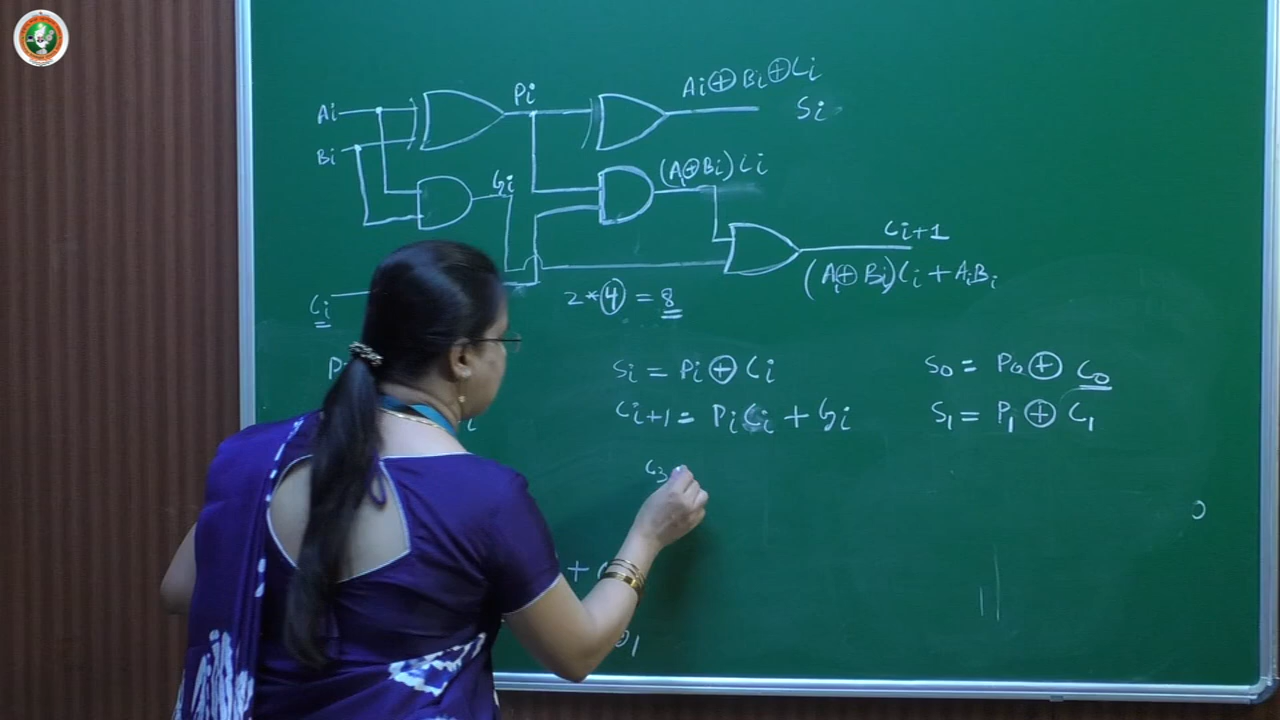 Ai
Bi
Pi
Ai⊕Bi⊕Ci
Si
Gi
(Ai⊕Bi)Ci
Ci+1
(Ai⊕Bi)Ci + AiBi
Ci
2*4 = 8
Si = Pi ⊕ Ci
Ci+1 = PiCi + Gi
S0 = P0 ⊕ C0
S1 = P1 ⊕ C1
C3